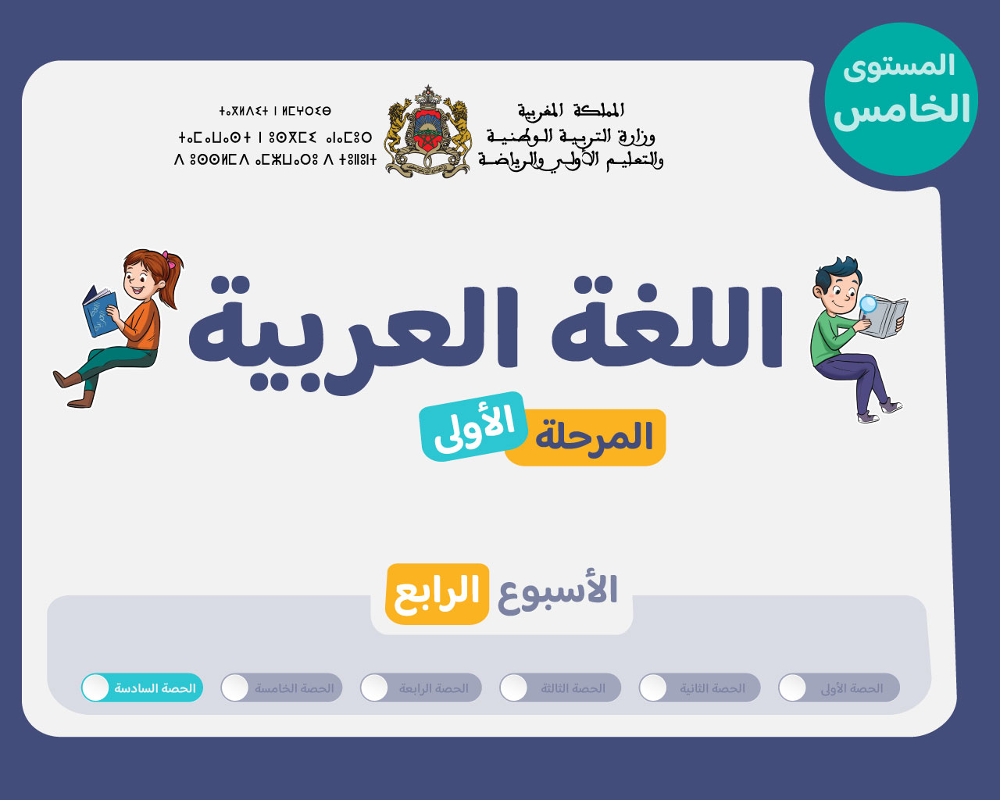 المستوى
الخامس
المملكة المغربية
وزارة التربية الوطنية
والتعليم الأولي والرياضة
ⵜⴰⴳⵍⴷⵉⵜ ⵏ ⵍⵎⵖⵔⵉⴱ
ⵜⴰⵎⴰⵡⴰⵙⵜ ⵏ ⵓⵙⴳⵎⵉ ⴰⵏⴰⵎⵓⵔ
ⴷ ⵓⵙⵙⵍⵎⴷ ⴰⵎⵣⵡⴰⵔⵓ ⴷ ⵜⵓⵏⵏⵓⵏⵜ
اللغة العربية
المرحلة الأولى
الأسبوع الرابع
الحصة الأولى
الحصة الثانية
الحصة الثالثة
الحصة الرابعة
الحصة الخامسة
الحصة السادسة